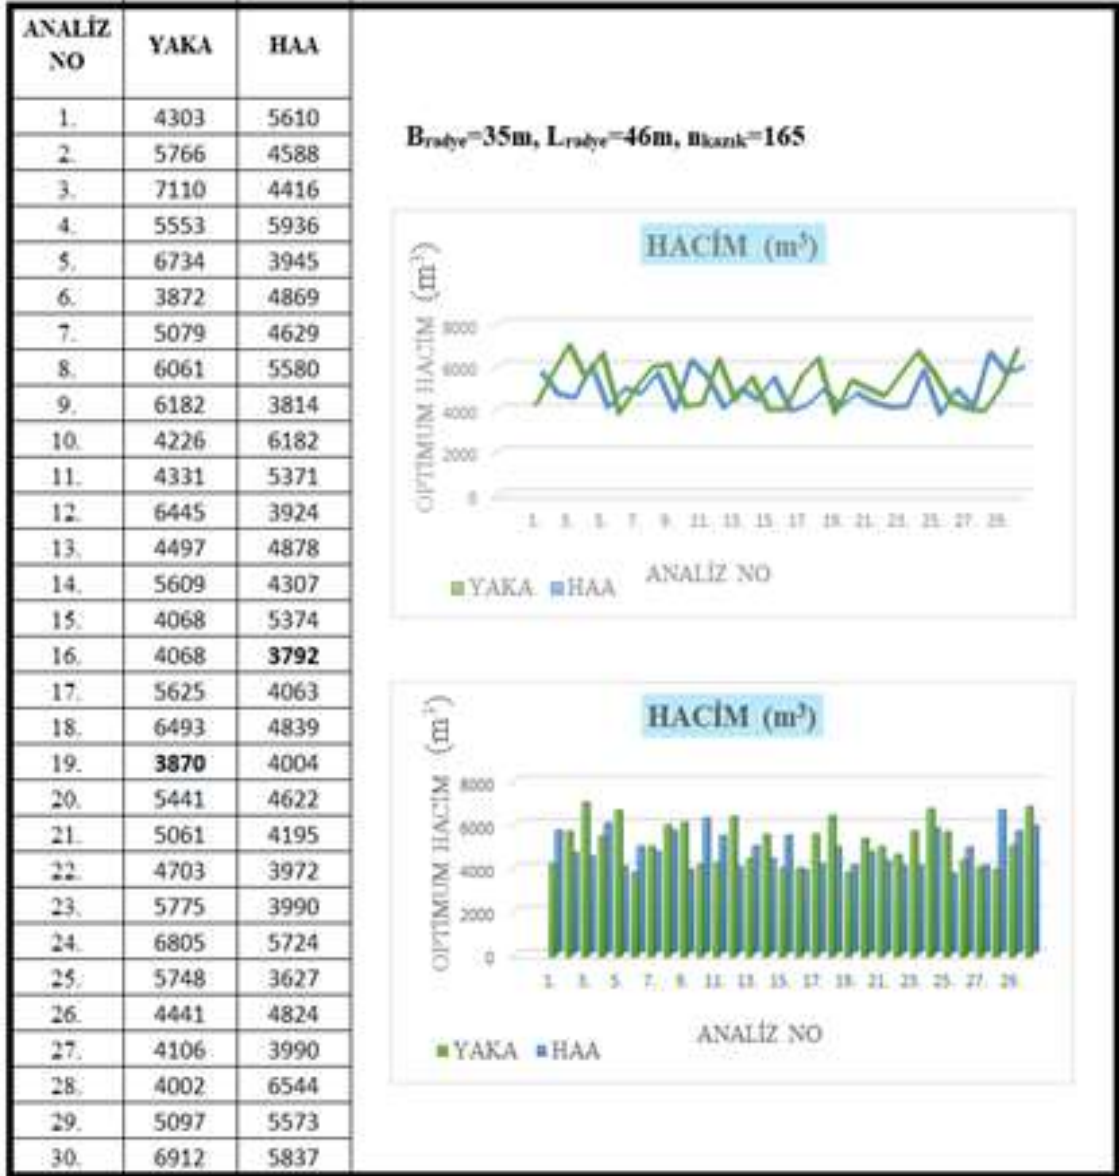 ANALİZ NO YAKA HAA
1. 4303 5610
2. 5766 4588
3. 7110 4416
4. 5553 5936
5. 6734 3945
6. 3872 4869
7. 5079 4629
8. 6061 5580
9. 6182 3814
10. 4226 6182
11. 4331 5371
12. 6445 3924
13. 4497 4878
14. 5609 4307
15. 4068 5374
16. 4068 3792
17. 5625 4063
18. 6493 4839
19. 3870 4004
20. 5441 4622
21. 5061 4195
22. 4703 3972
23. 5775 3990
24. 6805 5724
25. 5748 3627
26. 4441 4824
27. 4106 3990
28. 4002 6544
29. 5097 5573
30. 6912 5837
Bradye=35m, Lradye=46m, nkazık=165
HACİM (m³)
OPTIMUM HACIM (m³)
8000
6000
4000
2000
0
1. 3. 5. 7. 9. 11. 13. 15. 17. 19. 21. 23. 25. 27. 29.
ANALİZ NO
YAKA HAA
HACİM (m³)
OPTIMUM HACIM (m³)
8000
6000
4000
2000
0
1. 3. 5. 7. 9. 11. 13. 15. 17. 19. 21. 23. 25. 27. 29.
ANALİZ NO
YAKA HAA